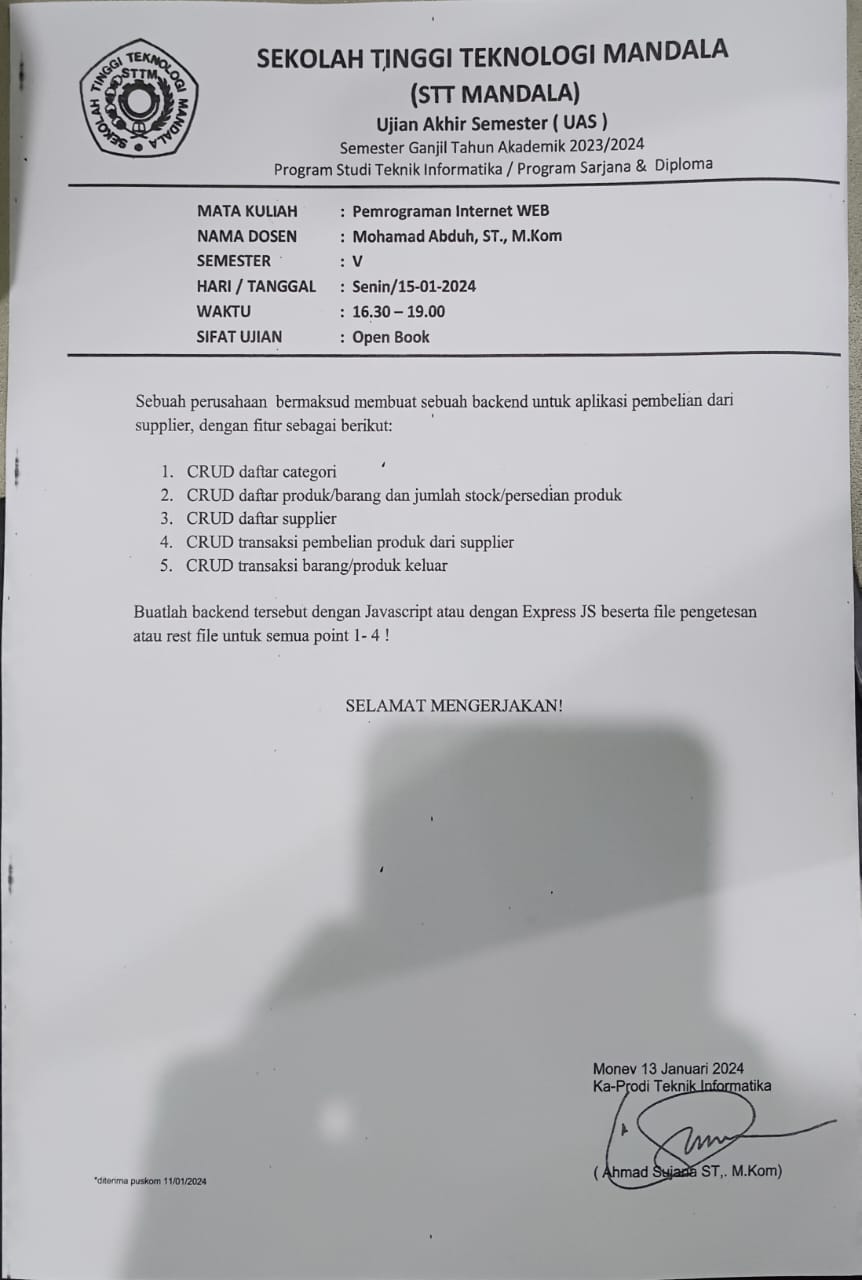 SEKOLAH TINGGI TEKNOLOGI MANDALA
STTM
SEKOLAH TINGGI TEKNOLOGI MANDALA
(STT MANDALA)
Ujian Akhir Semester ( UAS )
Semester Ganjil Tahun Akademik 2023/2024
Program Studi Teknik Informatika / Program Sarjana & Diploma
MATA KULIAH : Pemrograman Internet WEB
NAMA DOSEN : Mohamad Abduh, ST., M.Kom
SEMESTER : V
HARI / TANGGAL : Senin/15-01-2024
WAKTU : 16.30 – 19.00
SIFAT UJIAN : Open Book
Sebuah perusahaan bermaksud membuat sebuah backend untuk aplikasi pembelian dari
supplier, dengan fitur sebagai berikut:
1. CRUD daftar categori
2. CRUD daftar produk/barang dan jumlah stock/persedian produk
3. CRUD daftar supplier
4. CRUD transaksi pembelian produk dari supplier
5. CRUD transaksi barang/produk keluar
Buatlah backend tersebut dengan Javascript atau dengan Express JS beserta file pengetesan
atau rest file untuk semua point 1- 4 !
SELAMAT MENGERJAKAN!
Monev 13 Januari 2024
Ka-Prodi Teknik Informatika
( Ahmad Sujana ST,. M.Kom)
*diterima puskom 11/01/2024